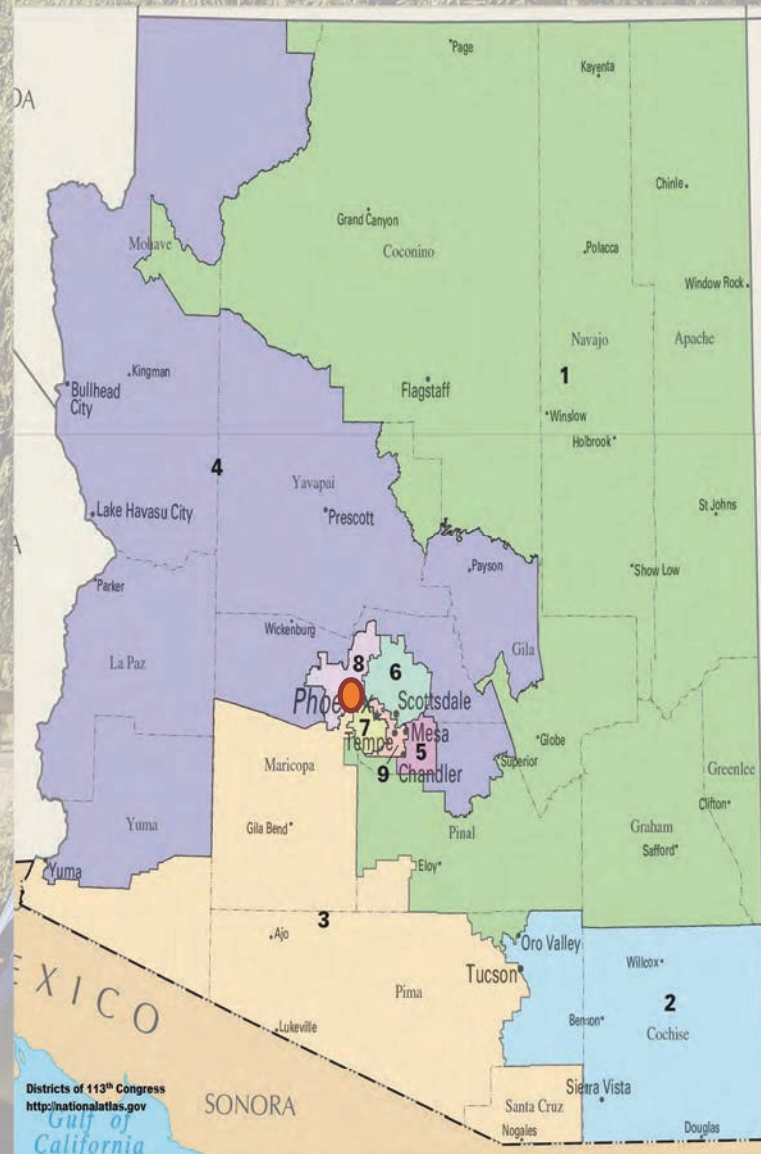 DA
Page
Kayenta
Chinle
Grand Canyon
Mohave
Coconino
Polacca
Window Rock
Navajo
Apache
1
Kingman
Bullhead
City
Flagstaff
Winslow
Holbrook
4
Yavapai
Lake Havasu City
Prescott
St Johns
A
Payson
Show Low
Parker
Wickenburg
Gila
La Paz
8
6
Scottsdale
7
Tempe
Mesa
5
Globe
Maricopa
9
Chandler
Superior
Greenlee
Clifton
Yuma
Gila Bend
Pinal
Graham
Safford
Eloy
Yuma
3
Ajo
Oro Valley
Tucson
Willcox
EXICO
Pima
2
Benson
Cochise
Lukeville
Districts of 113th Congress
http://nationalatlas.gov
SONORA
Sierra Vista
Santa Cruz
Gulf of
California
Nogales
Douglas